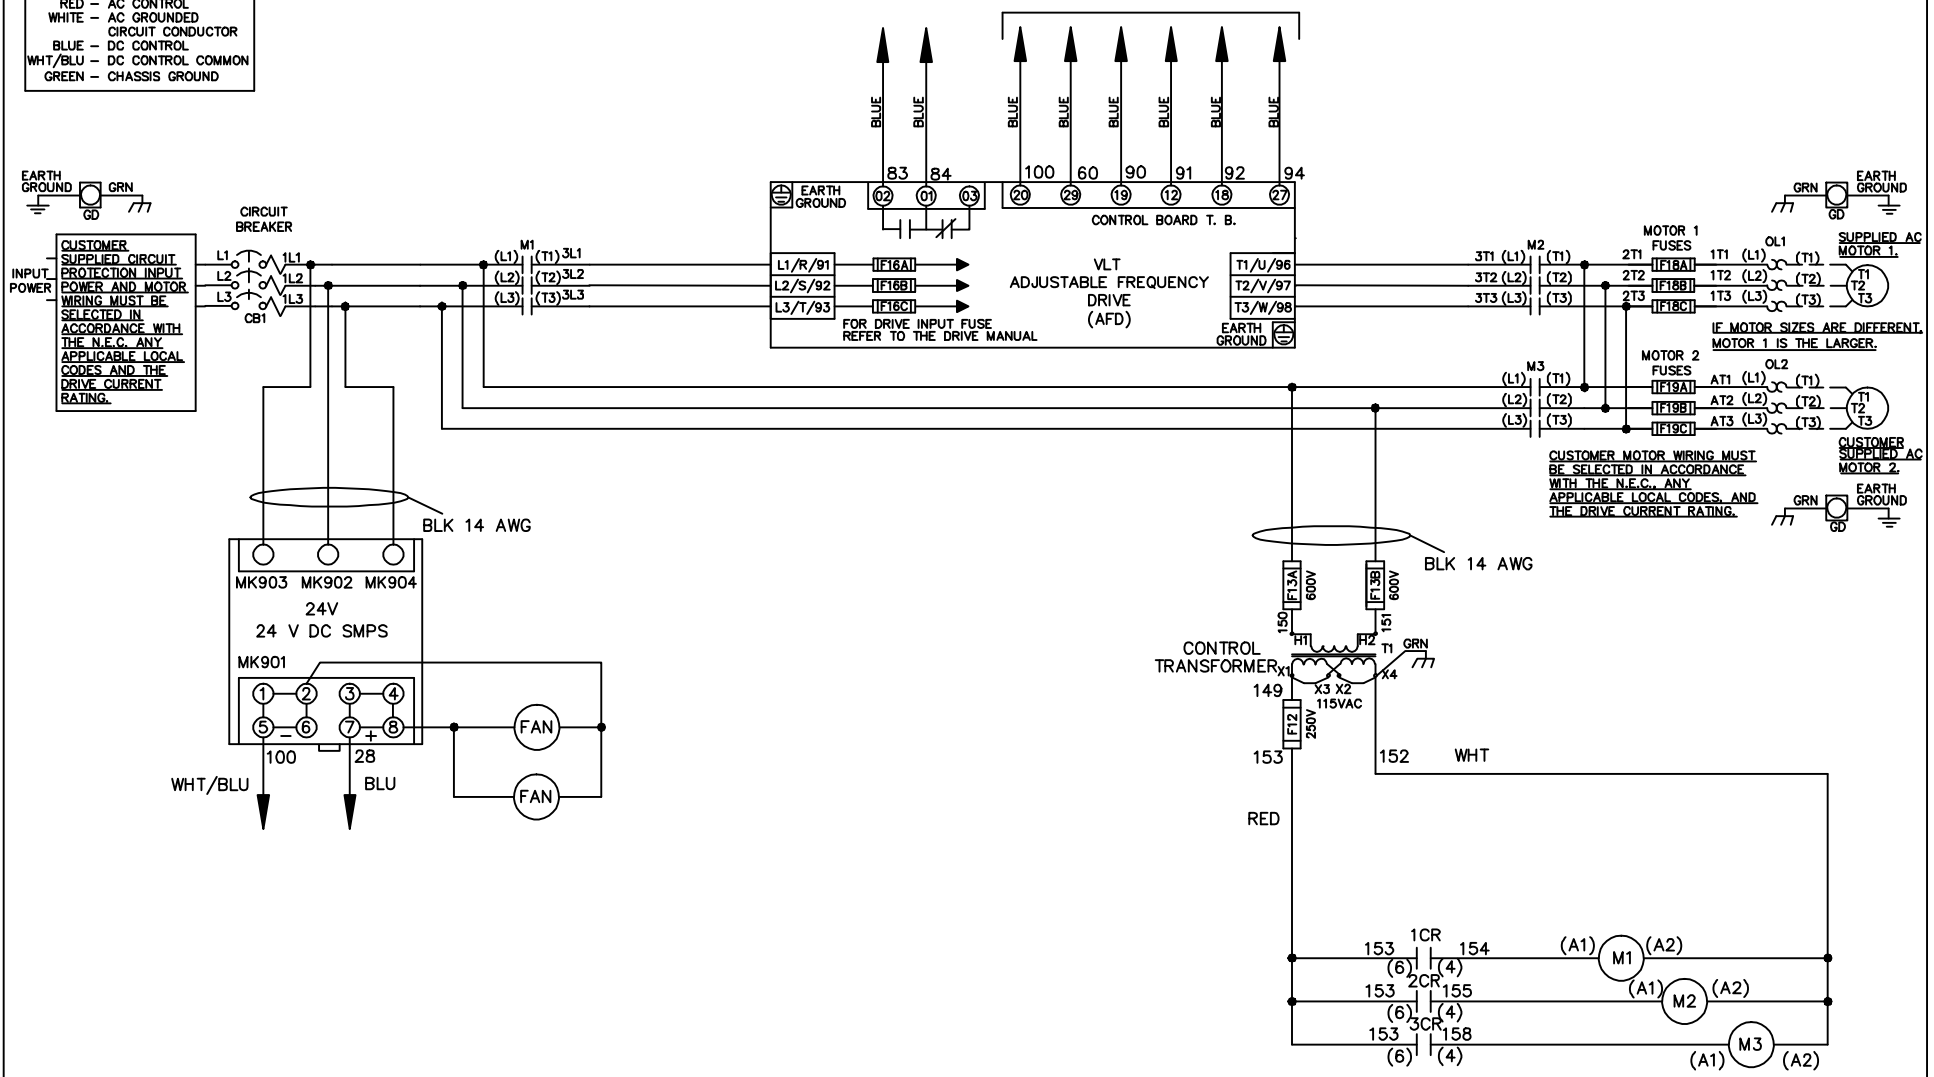 RED – AC CONTROL
WHITE – AC GROUNDED
CIRCUIT CONDUCTOR
BLUE – DC CONTROL
WHT/BLU – DC CONTROL COMMON
GREEN – CHASSIS GROUND
BLUE
BLUE
BLUE
BLUE
BLUE
BLUE
BLUE
BLUE
83
84
100
60
90
91
92
94
EARTH
GROUND
02
01
03
20
29
19
12
18
27
CONTROL BOARD T. B.
EARTH
GROUND
GRN
GD
CIRCUIT
BREAKER
CUSTOMER
SUPPLIED CIRCUIT
PROTECTION INPUT
POWER AND MOTOR
WIRING MUST BE
SELECTED IN
ACCORDANCE WITH
THE N.E.C. ANY
APPLICABLE LOCAL
CODES AND THE
DRIVE CURRENT
RATING.
INPUT
POWER
L1
1L1
L2
1L2
L3
1L3
CB1
M1
(L1) (T1) 3L1
(L2) (T2) 3L2
(L3) (T3) 3L3
L1/R/91
L2/S/92
L3/T/93
F16A
F16B
F16C
FOR DRIVE INPUT FUSE
REFER TO THE DRIVE MANUAL
VLT
ADJUSTABLE FREQUENCY
DRIVE
(AFD)
T1/U/96
T2/V/97
T3/W/98
EARTH
GROUND
M2
3T1 (L1) (T1)
3T2 (L2) (T2)
3T3 (L3) (T3)
2T1
2T2
2T3
MOTOR 1
FUSES
F18A
F18B
F18C
1T1 (L1) (T1)
1T2 (L2) (T2)
1T3 (L3) (T3)
OL1
GRN
EARTH
GROUND
GD
SUPPLIED AC
MOTOR 1.
T1
T2
T3
IF MOTOR SIZES ARE DIFFERENT,
MOTOR 1 IS THE LARGER.
M3
(L1) (T1)
(L2) (T2)
(L3) (T3)
MOTOR 2
FUSES
F19A
F19B
F19C
AT1 (L1) (T1)
AT2 (L2) (T2)
AT3 (L3) (T3)
OL2
T1
T2
T3
CUSTOMER
SUPPLIED AC
MOTOR 2.
CUSTOMER MOTOR WIRING MUST
BE SELECTED IN ACCORDANCE
WITH THE N.E.C., ANY
APPLICABLE LOCAL CODES, AND
THE DRIVE CURRENT RATING.
GRN
EARTH
GROUND
GD
BLK 14 AWG
MK903 MK902 MK904
24V
24 V DC SMPS
MK901
1
2
3
4
5
–
6
7
+
8
100
28
WHT/BLU
BLU
FAN
FAN
BLK 14 AWG
F13A
600V
F13B
600V
150
151
H1
H2
T1
GRN
CONTROL
TRANSFORMER
X1
X3 X2
X4
115VAC
149
F12
250V
153
152
WHT
RED
1CR
153
154
(6)
(4)
(A1)
M1
(A2)
2CR
153
155
(6)
(4)
(A1)
M2
(A2)
3CR
153
158
(6)
(4)
(A1)
M3
(A2)